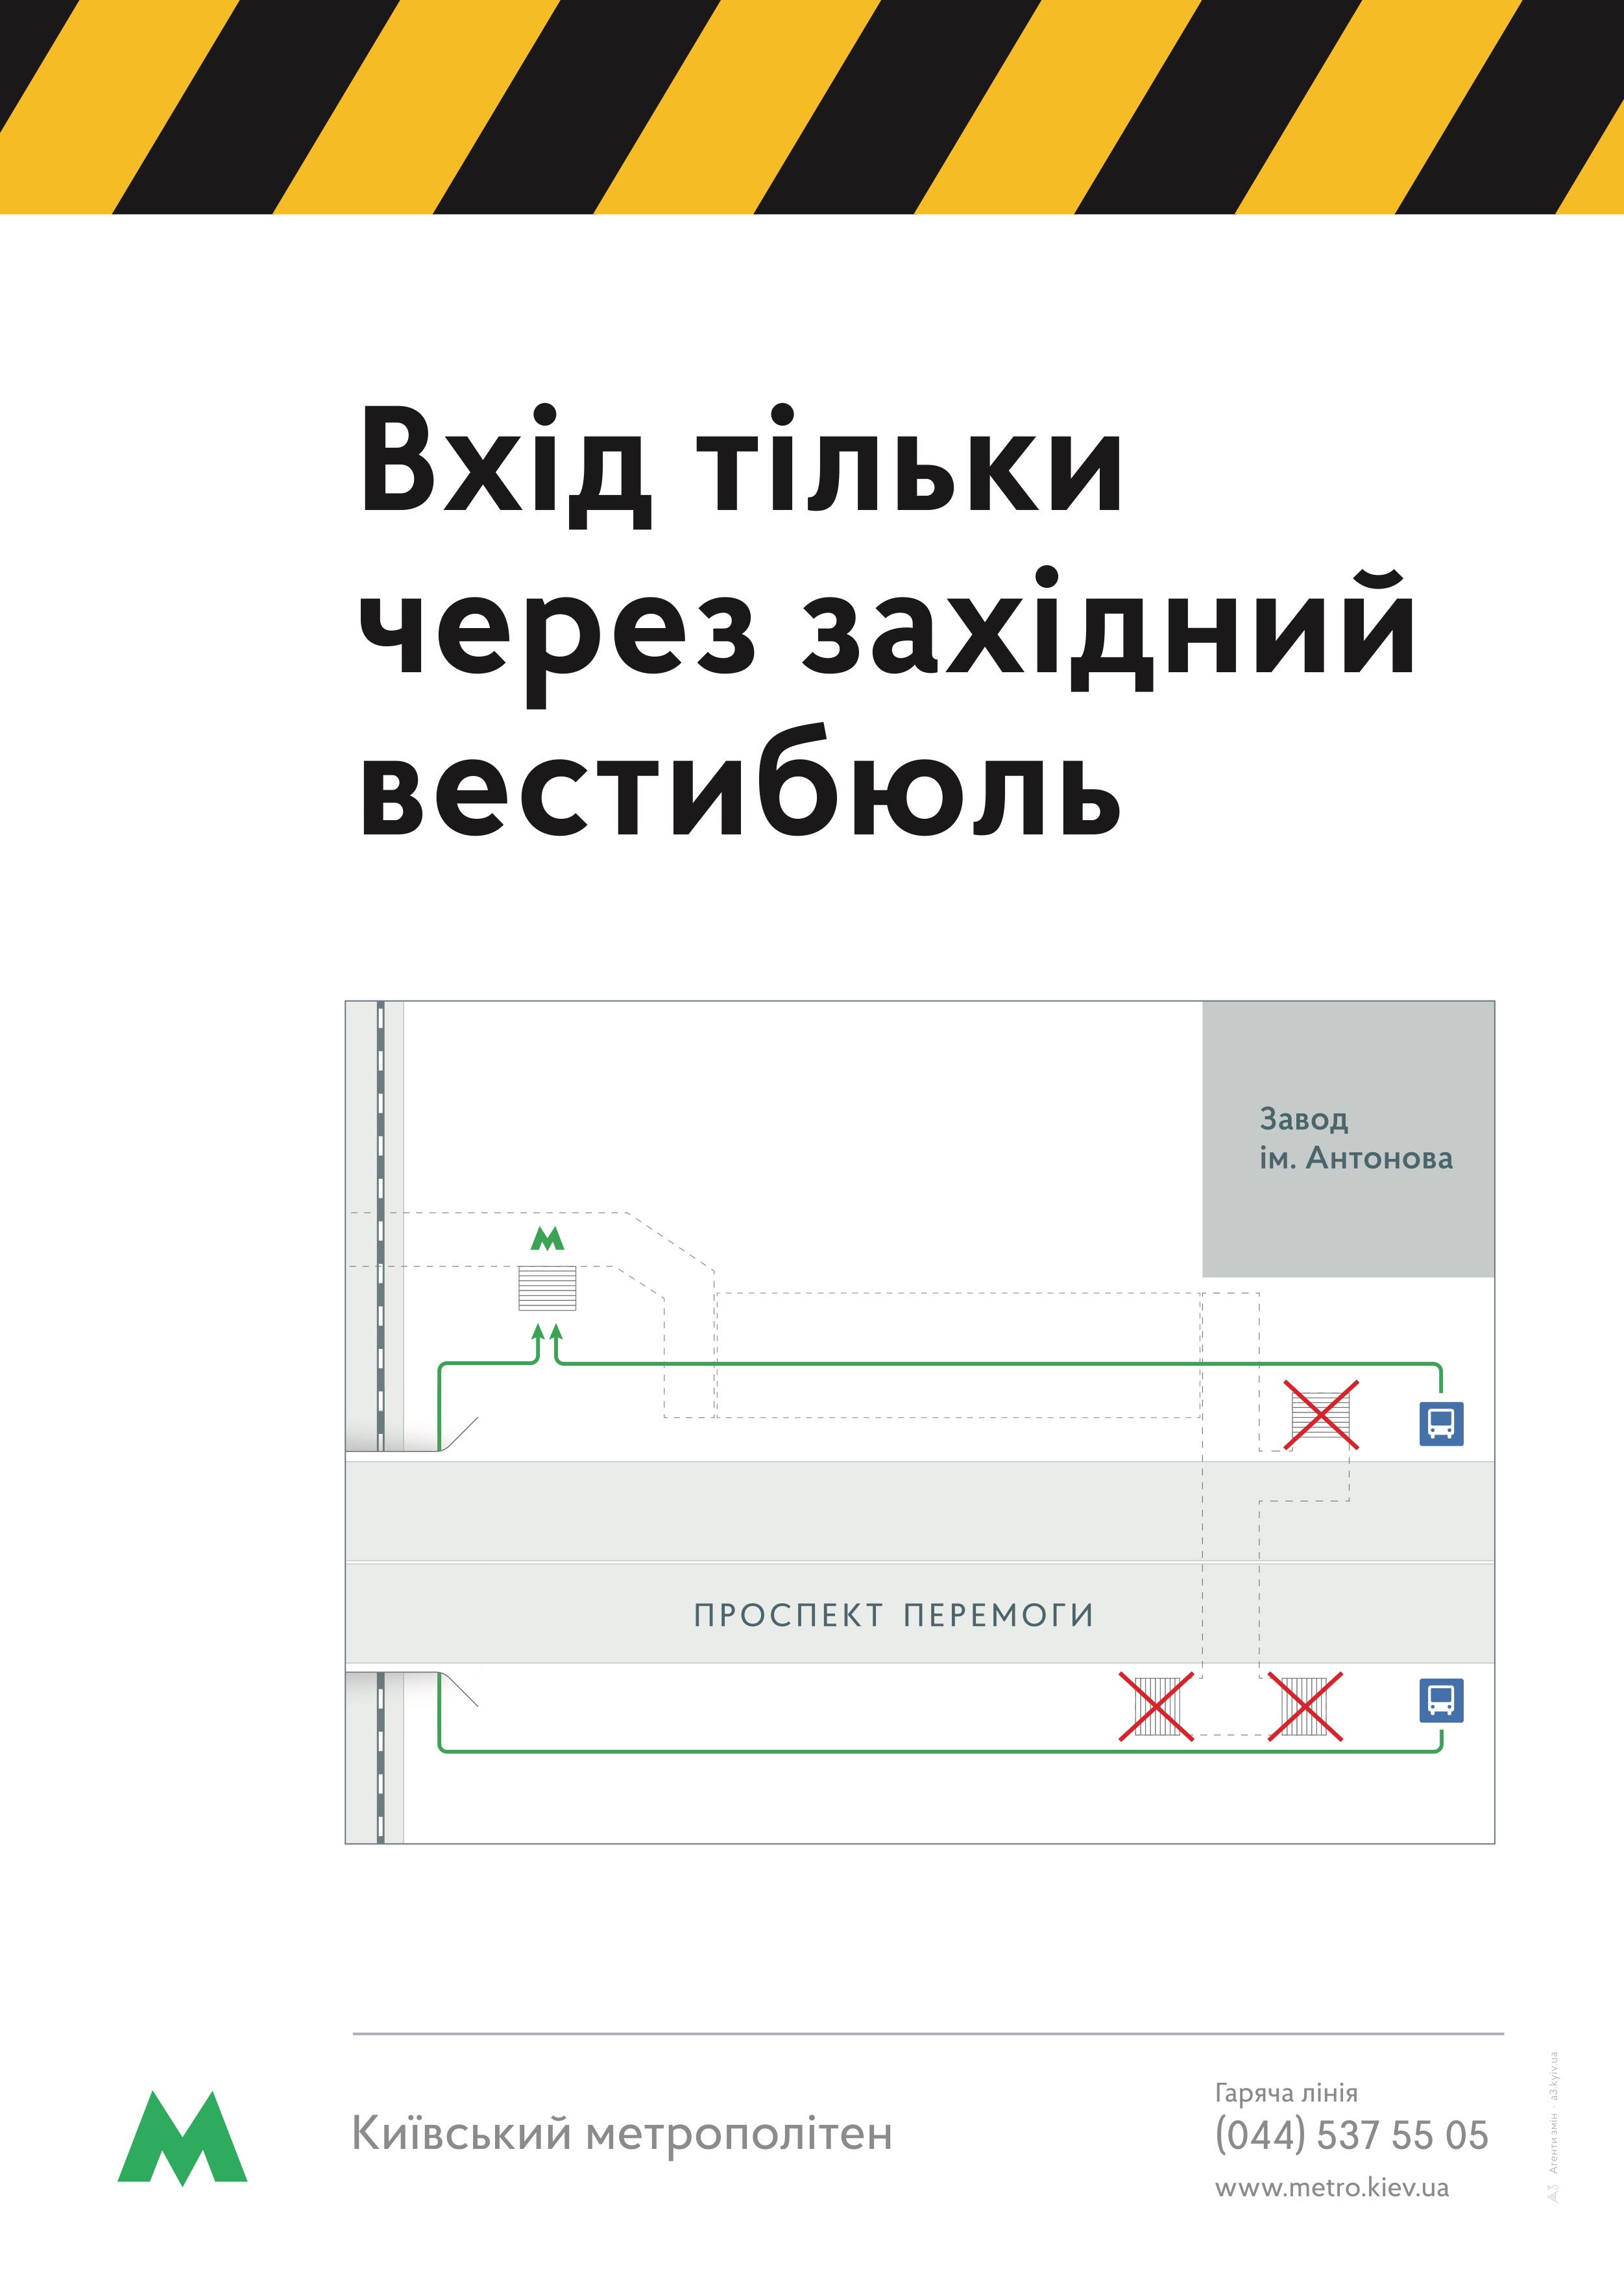 Вхід тільки
через західний
вестибюль
Завод
ім. Антонова
ПРОСПЕКТ ПЕРЕМОГИ
Київський метрополітен
Гаряча лінія
(044) 537 55 05
www.metro.kiev.ua
Агенти змін · a3.kyiv.ua